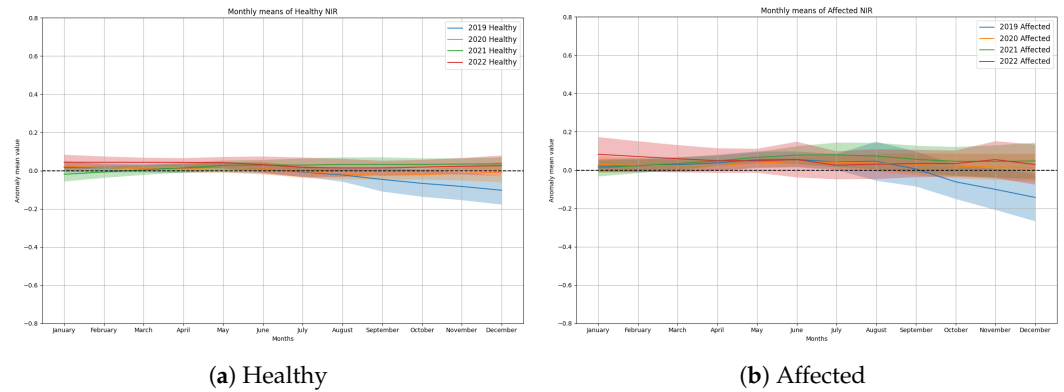 Monthly means of Healthy NIR
0.8
0.6
0.4
0.2
0.0
−0.2
−0.4
−0.6
−0.8
Anomaly mean value
2019 Healthy
2020 Healthy
2021 Healthy
2022 Healthy
January February March April May June July August September October November December
Months
(a) Healthy
Monthly means of Affected NIR
0.8
0.6
0.4
0.2
0.0
−0.2
−0.4
−0.6
−0.8
Anomaly mean value
2019 Affected
2020 Affected
2021 Affected
2022 Affected
January February March April May June July August September October November December
Months
(b) Affected